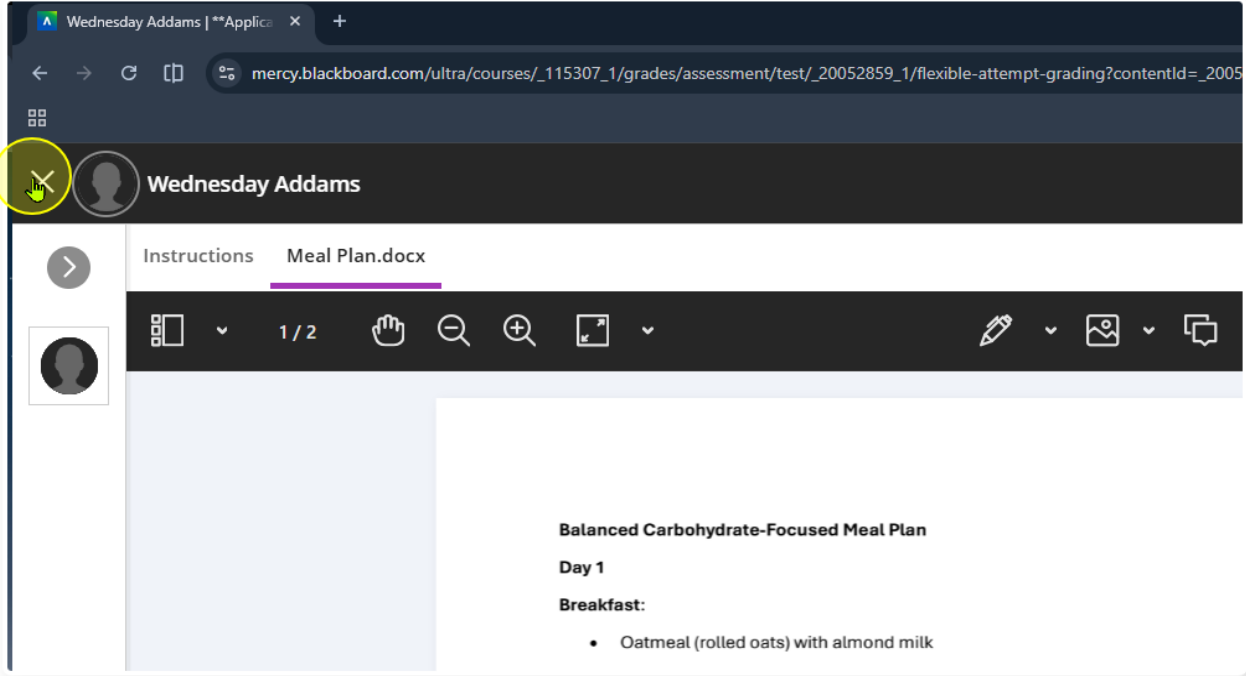 Wednesday Addams | **Applica
mercy.blackboard.com/ultra/courses/_115307_1/grades/assessment/test/_20052859_1/flexible-attempt-grading?contentId=_2005
Wednesday Addams
Instructions Meal Plan.docx
1 / 2
Balanced Carbohydrate-Focused Meal Plan
Day 1
Breakfast:
• Oatmeal (rolled oats) with almond milk